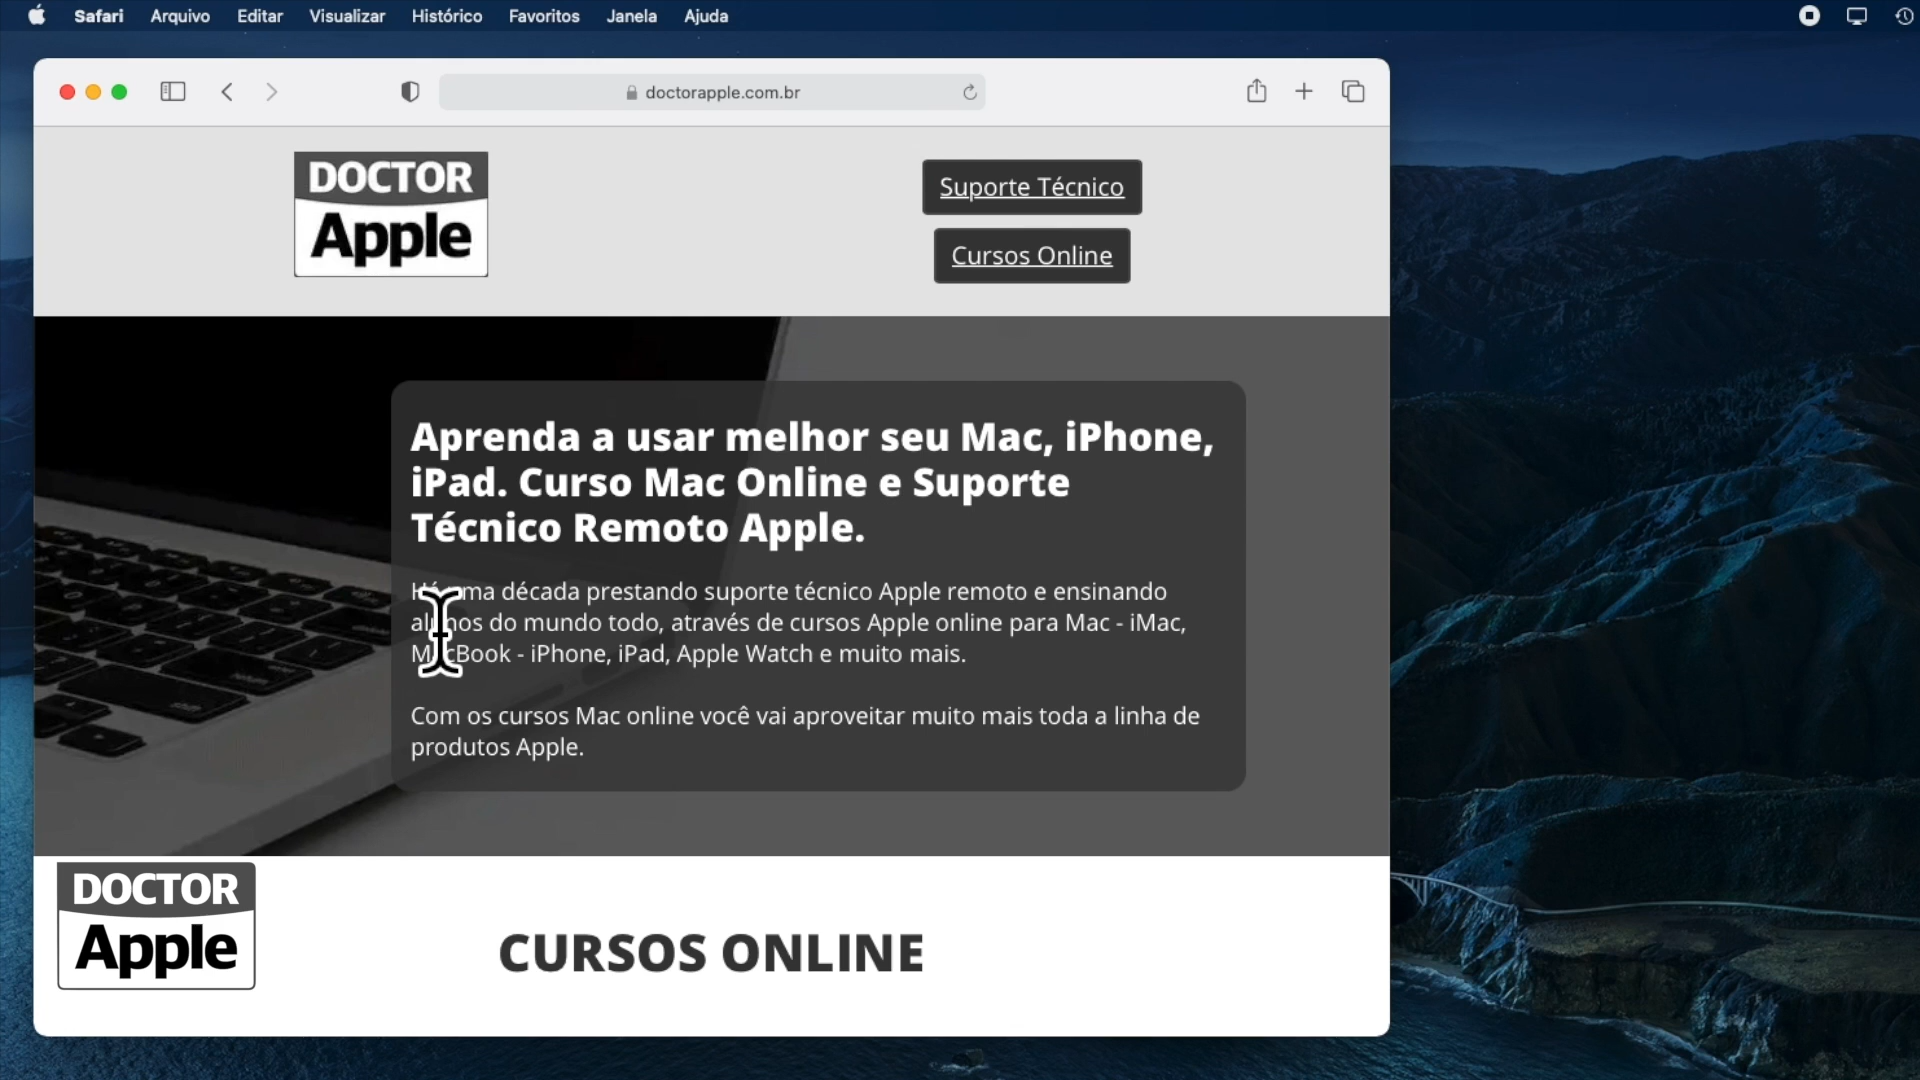 Safari Arquivo Editar Visualizar Histórico Favoritos Janela Ajuda
doctorapple.com.br
DOCTOR
Apple
Suporte Técnico
Cursos Online
Aprenda a usar melhor seu Mac, iPhone,
iPad. Curso Mac Online e Suporte
Técnico Remoto Apple.
década prestando suporte técnico Apple remoto e ensinando
do mundo todo, através de cursos Apple online para Mac - iMac,
MacBook - iPhone, iPad, Apple Watch e muito mais.
Com os cursos Mac online você vai aproveitar muito mais toda a linha de
produtos Apple.
DOCTOR
Apple
CURSOS ONLINE